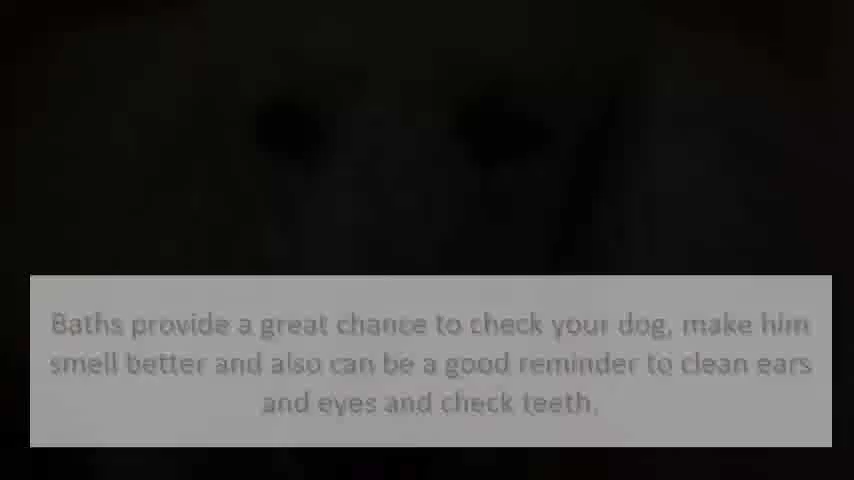 Baths provide a great chance to check your dog, make him
smell better and also can be a good reminder to clean ears
and eyes and check teeth.